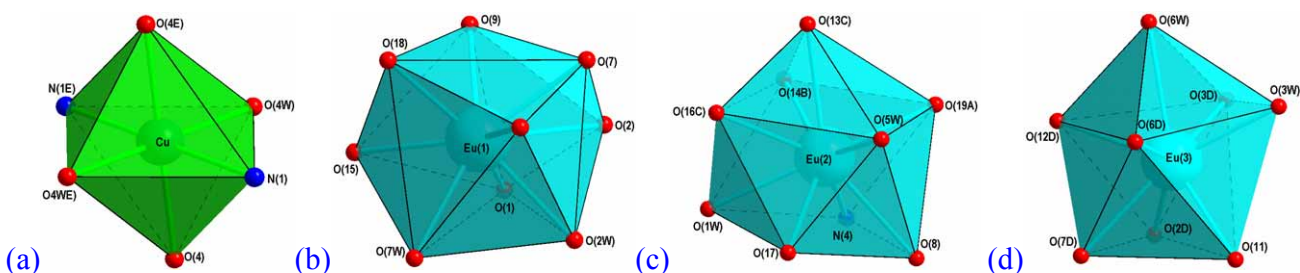 O(4E)
N(1E)
O(4W)
Cu
O4WE)
N(1)
O(4)
(a)
O(9)
O(18)
O(7)
O(2)
Eu(1)
O(15)
O(1)
O(7W)
O(2W)
(b)
O(13C)
O(14B)
O(19A)
O(16C)
O(5W)
Eu(2)
O(1W)
N(4)
O(17)
O(8)
(c)
O(6W)
O(3D)
O(3W)
O(12D)
O(6D)
Eu(3)
O(7D)
O(2D)
O(11)
(d)